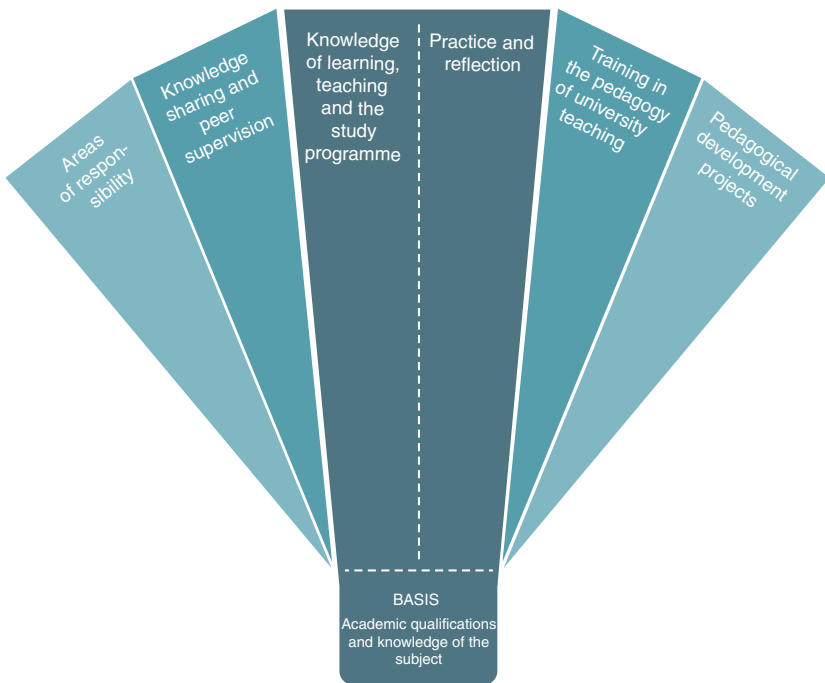 Areas
of respon-
sibility
Knowledge
sharing and
peer
supervision
Knowledge
of learning,
teaching
and the
study
programme
Practice and
reflection
Training in
the pedagogy
of university
teaching
Pedagogical
development
projects
BASIS
Academic qualifications
and knowledge of the
subject